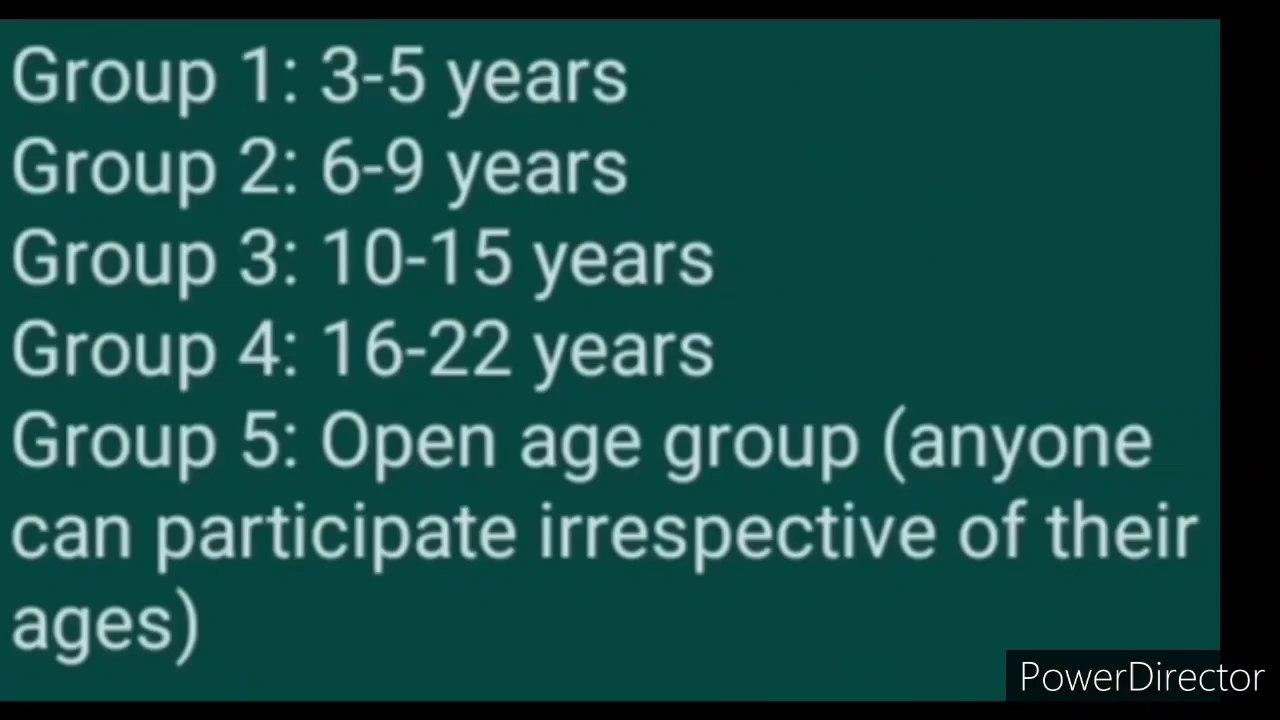 Group 1: 3-5 years
Group 2: 6-9 years
Group 3: 10-15 years
Group 4: 16-22 years
Group 5: Open age group (anyone
can participate irrespective of their
ages)
PowerDirector